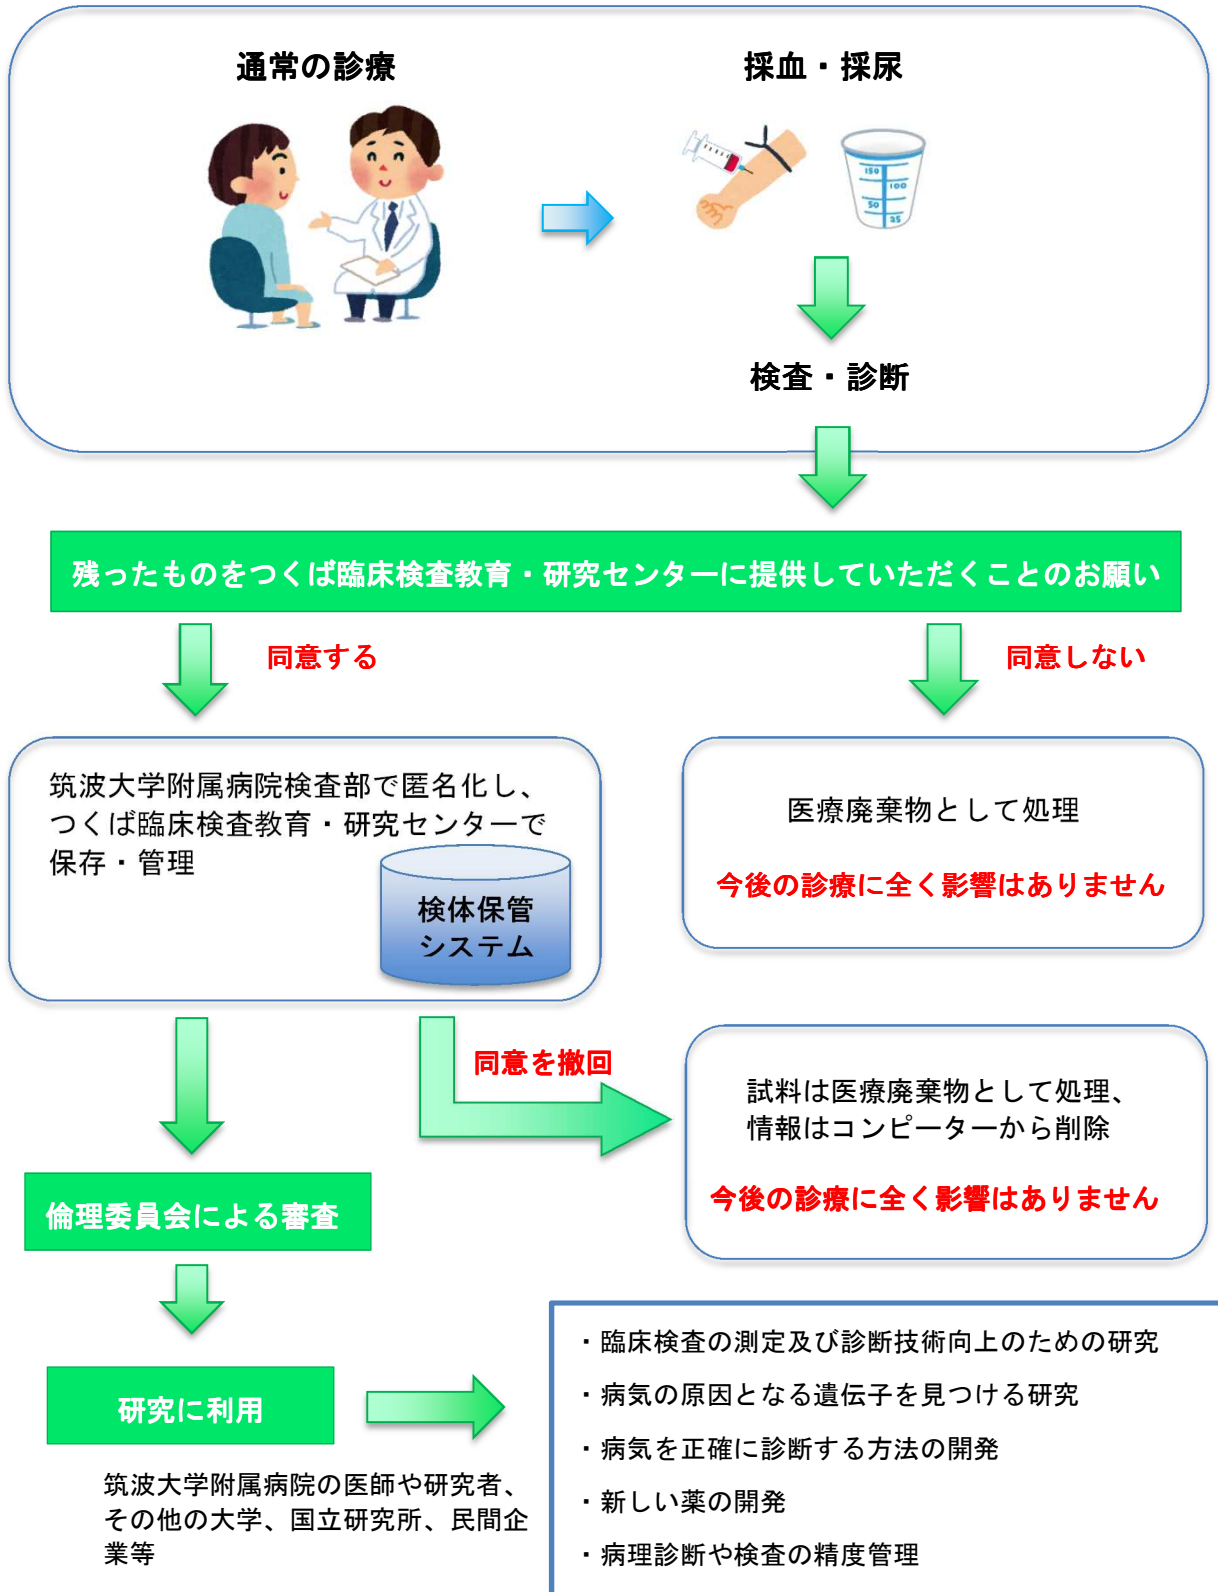 通常の診療
採血・採尿
150
100
50
25
検査・診断
残ったものをつくば臨床検査教育・研究センターに提供していただくことのお願い
同意する
同意しない
筑波大学附属病院検査部で匿名化し、
つくば臨床検査教育・研究センターで
保存・管理
検体保管
システム
医療廃棄物として処理
今後の診療に全く影響はありません
同意を撤回
試料は医療廃棄物として処理、
情報はコンピーターから削除
今後の診療に全く影響はありません
倫理委員会による審査
研究に利用
筑波大学附属病院の医師や研究者、
その他の大学、国立研究所、民間企
業等
・臨床検査の測定及び診断技術向上のための研究
・病気の原因となる遺伝子を見つける研究
・病気を正確に診断する方法の開発
・新しい薬の開発
・病理診断や検査の精度管理